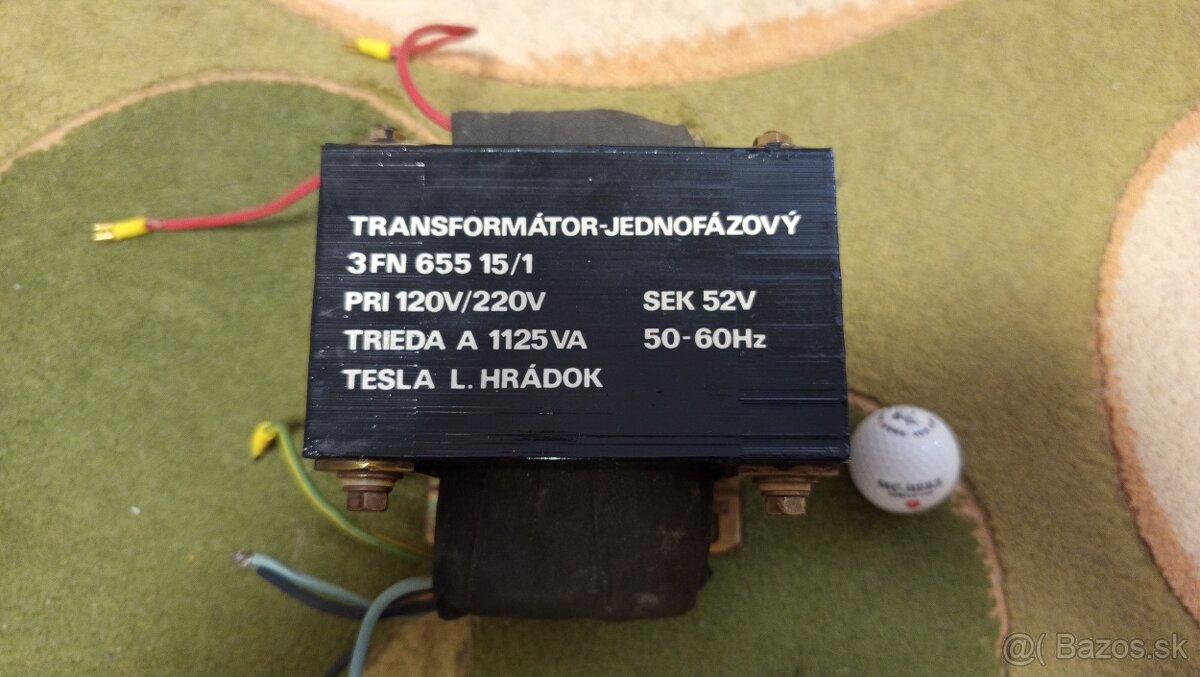 TRANSFORMÁTOR-JEDNOFÁZOVÝ
3FN 655 15/1
PRI 120V/220V SEK 52V
TRIEDA A 1125VA 50-60Hz
TESLA L. HRÁDOK
@( Bazos.sk